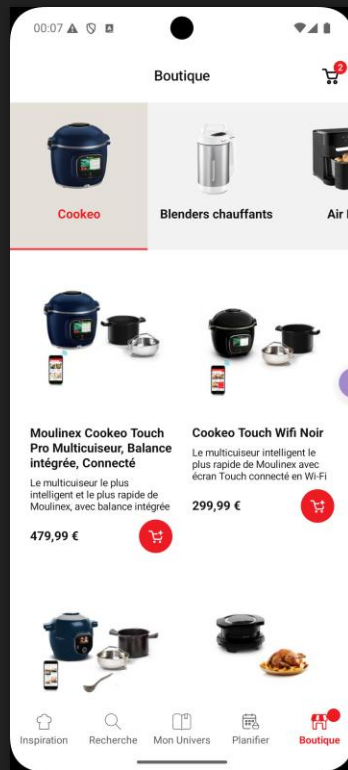 00:07
Boutique
2
Cookeo
Blenders chauffants
Air
Moulinex Cookeo Touch
Pro Multicuiseur, Balance
intégrée, Connecté
Le multicuiseur le plus
intelligent et le plus rapide de
Moulinex, avec balance intégrée
479,99 €
Cookeo Touch Wifi Noir
Le multicuiseur intelligent le
plus rapide de Moulinex avec
écran Touch connecté en Wi-Fi
299,99 €
Inspiration
Recherche
Mon Univers
Planifier
Boutique